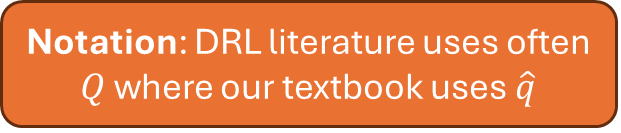 Notation: DRL literature uses often
𝑄 where our textbook uses 𝑞̂